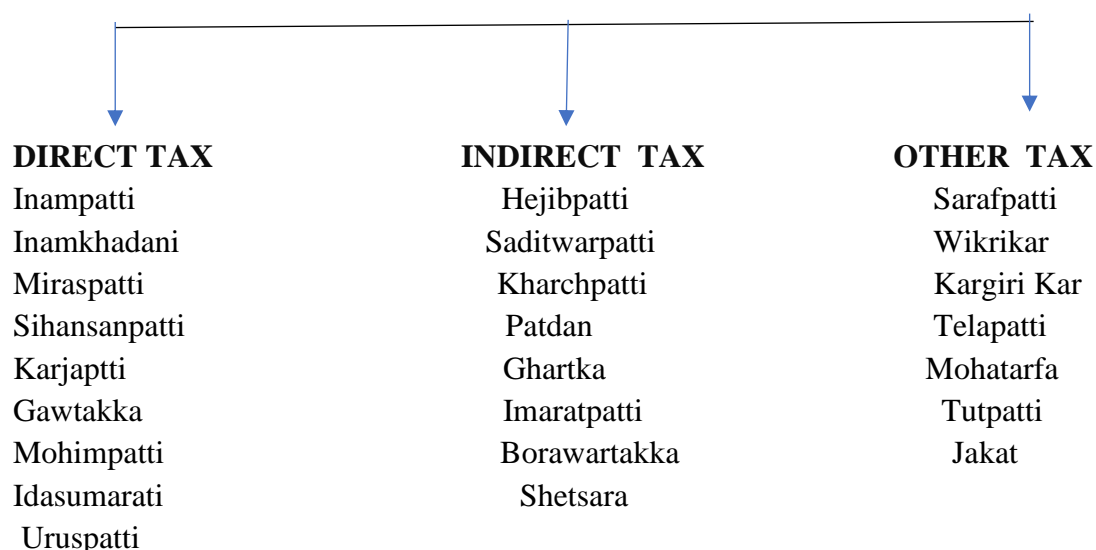 DIRECT TAX
Inampatti
Inamkhadani
Miraspatti
Sihansanpatti
Karjaptti
Gawtakka
Mohimpatti
Idasumarati
Uruspatti
INDIRECT TAX
Hejibpatti
Saditwarpatti
Kharchpatti
Patdan
Ghartka
Imaratpatti
Borawartakka
Shetsara
OTHER TAX
Sarafpatti
Wikrikar
Kargiri Kar
Telapatti
Mohatarfa
Tutpatti
Jakat